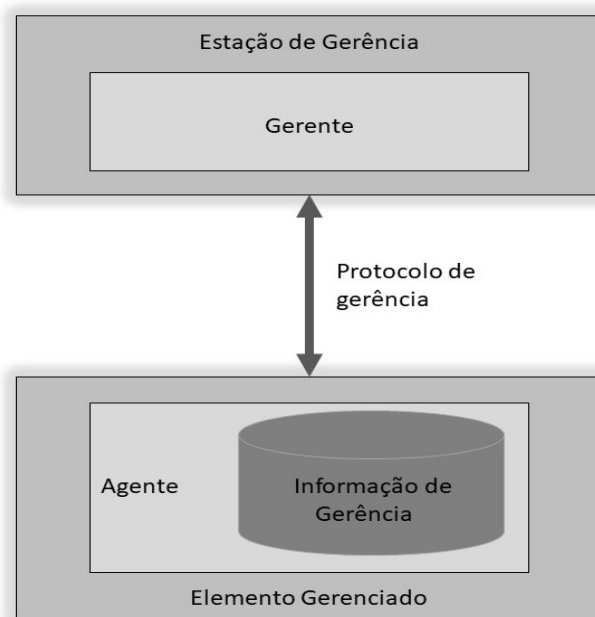 Estação de Gerência
Gerente
Protocolo de
gerência
Agente
Informação de
Gerência
Elemento Gerenciado